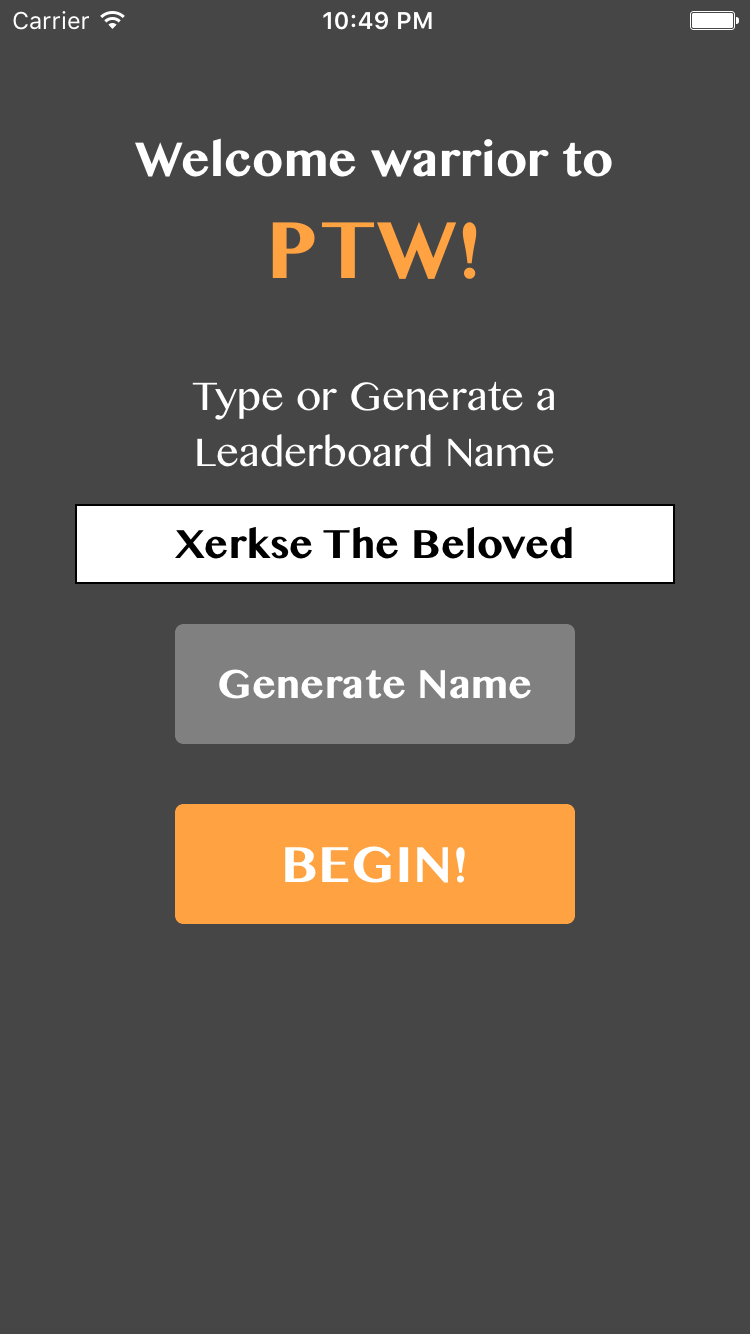 Carrier 10:49 PM
Welcome warrior to
PTW!
Type or Generate a
Leaderboard Name
Xerkse The Beloved
Generate Name
BEGIN!